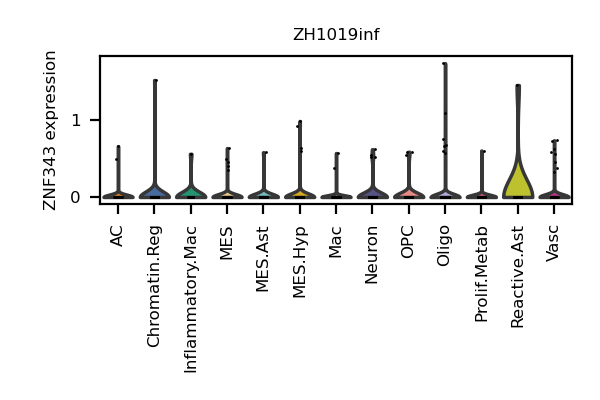 ZH1019inf
ZNF343 expression
1
0
AC
Chromatin.Reg
Inflammatory.Mac
MES
MES.Ast
MES.Hyp
Mac
Neuron
OPC
Oligo
Prolif.Metab
Reactive.Ast
Vasc